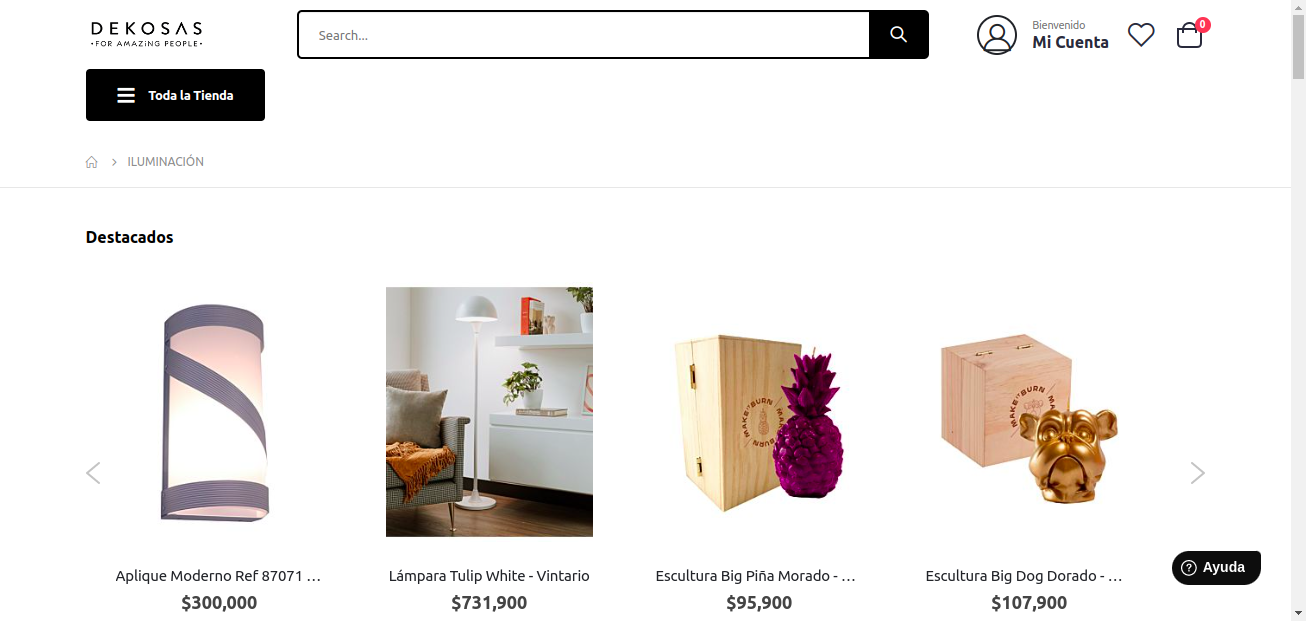 DEKOSAS
•FOR AMAZiNG PEOPLE•
Search...
Bienvenido
Mi Cuenta
0
Toda la Tienda
ILUMINACIÓN
Destacados
MAKE IT BURN
MAKE IT BURN
Aplique Moderno Ref 87071 ...
Lámpara Tulip White - Vintario
Escultura Big Piña Morado - ...
Escultura Big Dog Dorado - ...
$300,000
$731,900
$95,900
$107,900
Ayuda